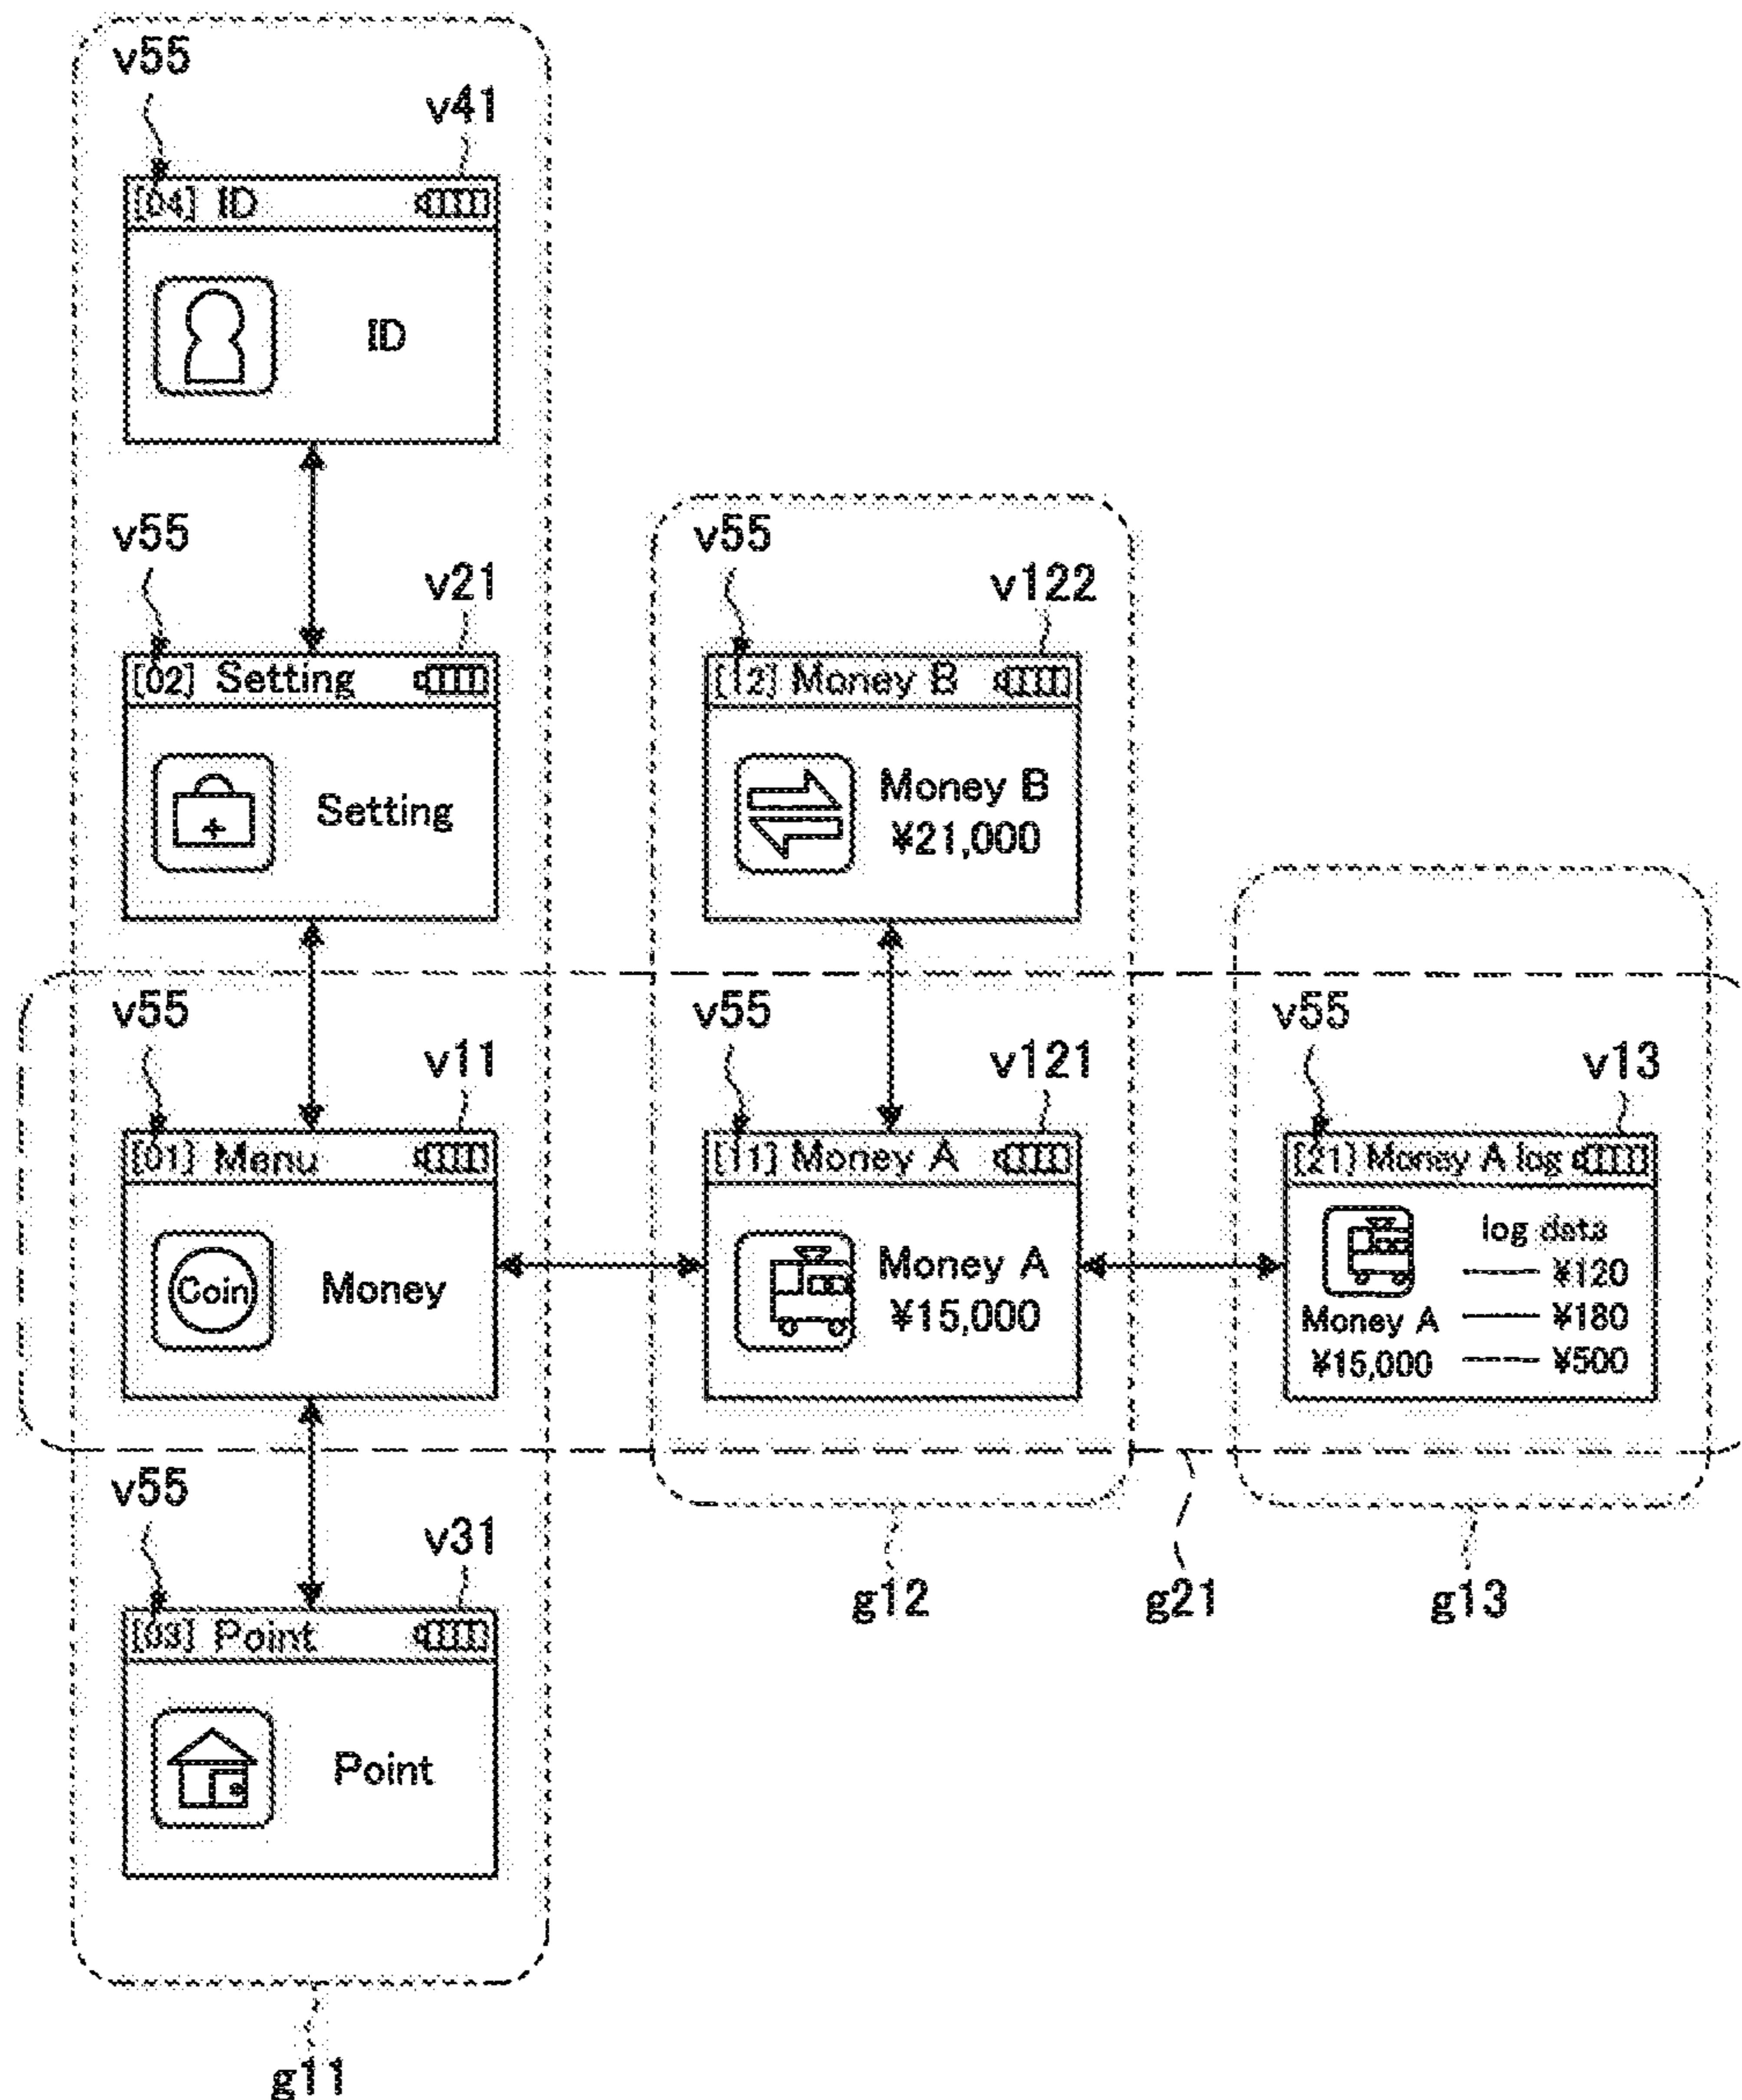 v55
v41
[04] ID
ID
v55
v21
[02] Setting
Setting
v55
v122
[12] Money B
Money B
¥21,000
v55
v11
[01] Menu
Coin
Money
v55
v121
[11] Money A
Money A
¥15,000
v55
v13
[21] Money A log
log data
¥120
Money A
¥180
¥15,000
¥500
v55
v31
[03] Point
Point
g12
g21
g13
g11